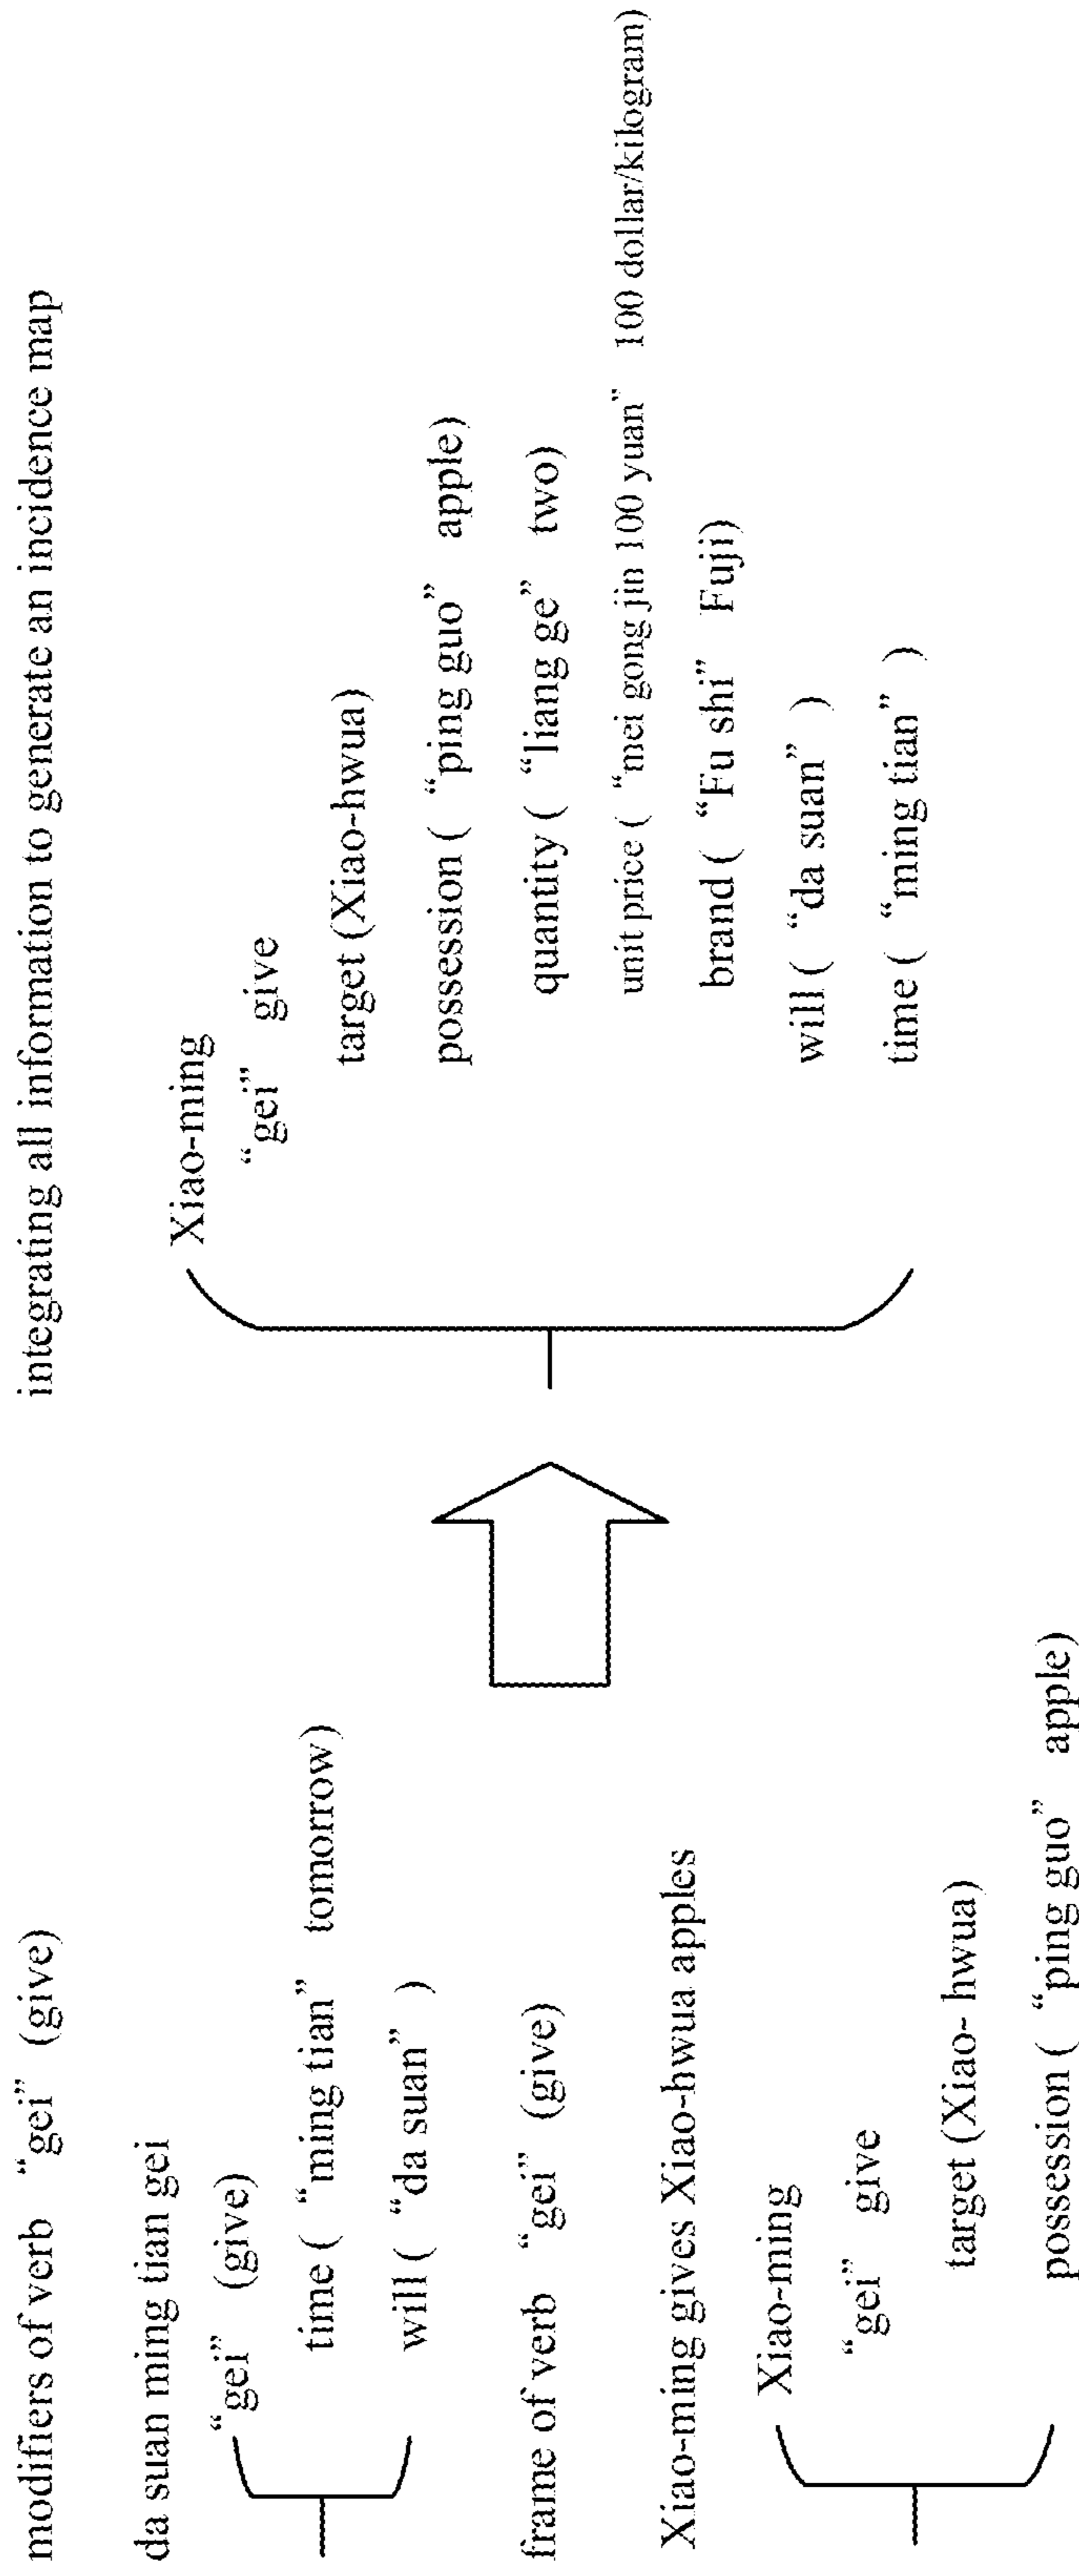 modifiers of verb “gei” (give)
da suan ming tian gei
“gei” (give)
time ( “ming tian” tomorrow)
will ( “da suan” )
frame of verb “gei” (give)
Xiao-ming gives Xiao-hwua apples
Xiao-ming
“gei” give
target (Xiao- hwua)
possession ( “ping guo” apple)
integrating all information to generate an incidence map
Xiao-ming
“gei” give
target (Xiao-hwua)
possession ( “ping guo” apple)
quantity ( “liang ge” two)
unit price ( “mei gong jin 100 yuan” 100 dollar/kilogram)
brand ( “Fu shi” Fuji)
will ( “da suan” )
time ( “ming tian” )